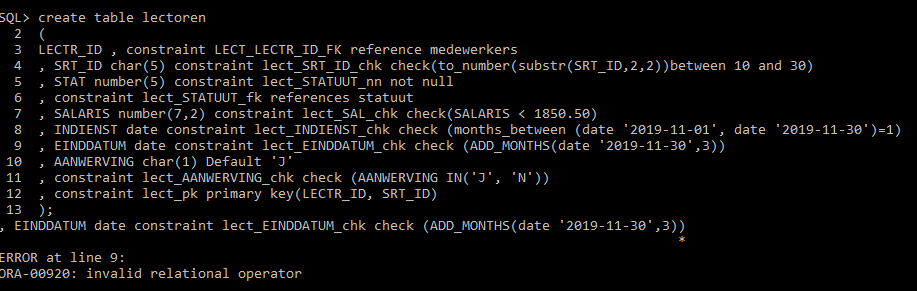 SQL> create table lectoren
2 (
3 LECTR_ID , constraint LECT_LECTR_ID_FK reference medewerkers
4 , SRT_ID char(5) constraint lect_SRT_ID_chk check(to_number(substr(SRT_ID,2,2))between 10 and 30)
5 , STAT number(5) constraint lect_STATUUT_nn not null
6 , constraint lect_STATUUT_fk references statuut
7 , SALARIS number(7,2) constraint lect_SAL_chk check(SALARIS < 1850.50)
8 , INDIENST date constraint lect_INDIENST_chk check (months_between (date '2019-11-01', date '2019-11-30')=1)
9 , EINDDATUM date constraint lect_EINDDATUM_chk check (ADD_MONTHS(date '2019-11-30',3))
10 , AANWERVING char(1) Default 'J'
11 , constraint lect_AANWERVING_chk check (AANWERVING IN('J', 'N'))
12 , constraint lect_pk primary key(LECTR_ID, SRT_ID)
13 );
, EINDDATUM date constraint lect_EINDDATUM_chk check (ADD_MONTHS(date '2019-11-30',3))
*
ERROR at line 9:
ORA-00920: invalid relational operator